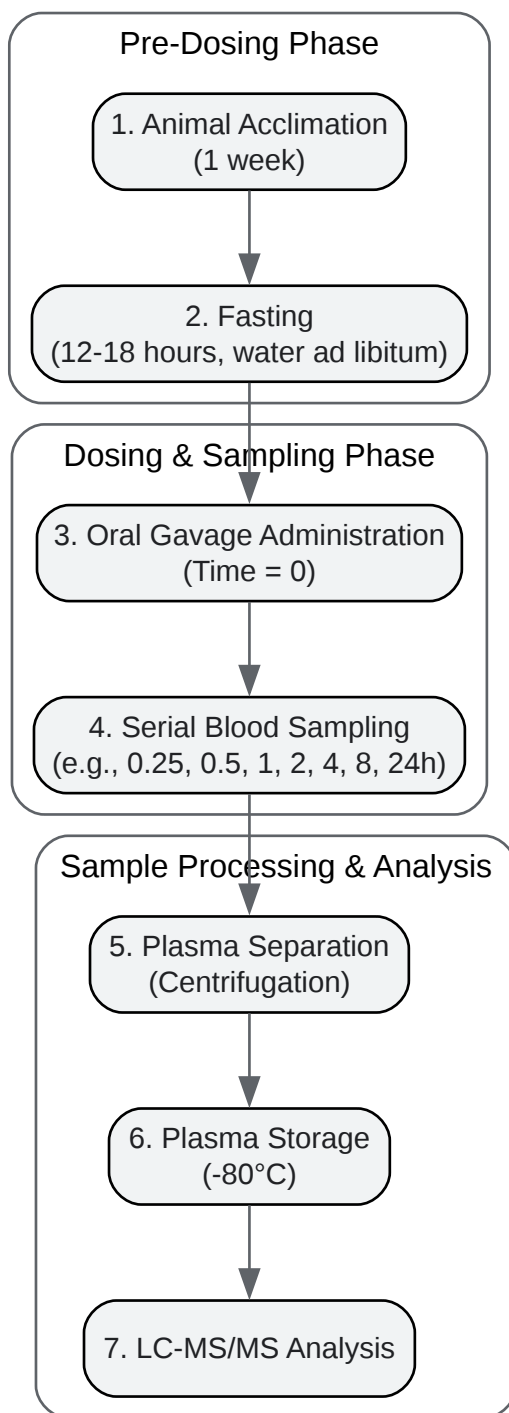 Pre-Dosing Phase
1. Animal Acclimation
(1 week)
2. Fasting
(12-18 hours, water ad libitum)
Dosing & Sampling Phase
3. Oral Gavage Administration
(Time = 0)
4. Serial Blood Sampling
(e.g., 0.25, 0.5, 1, 2, 4, 8, 24h)
Sample Processing & Analysis
5. Plasma Separation
(Centrifugation)
6. Plasma Storage
(-80°C)
7. LC-MS/MS Analysis